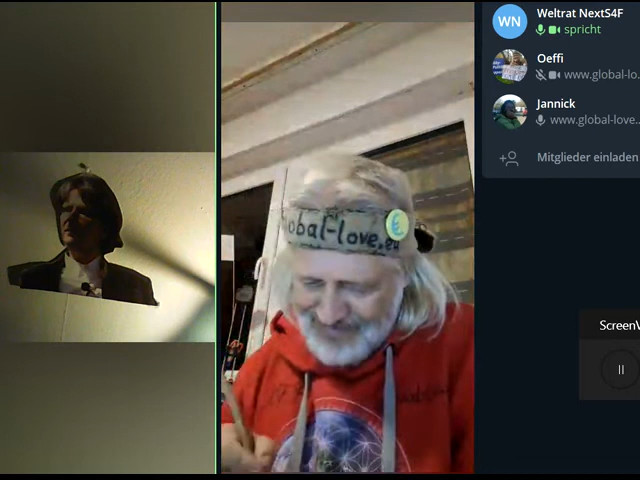 WN
Weltrat NextS4F
spricht
Oeffi
www.global-lo..
Jannick
www.global-love..
Mitglieder einladen
ScreenV
obal-love,eu
€